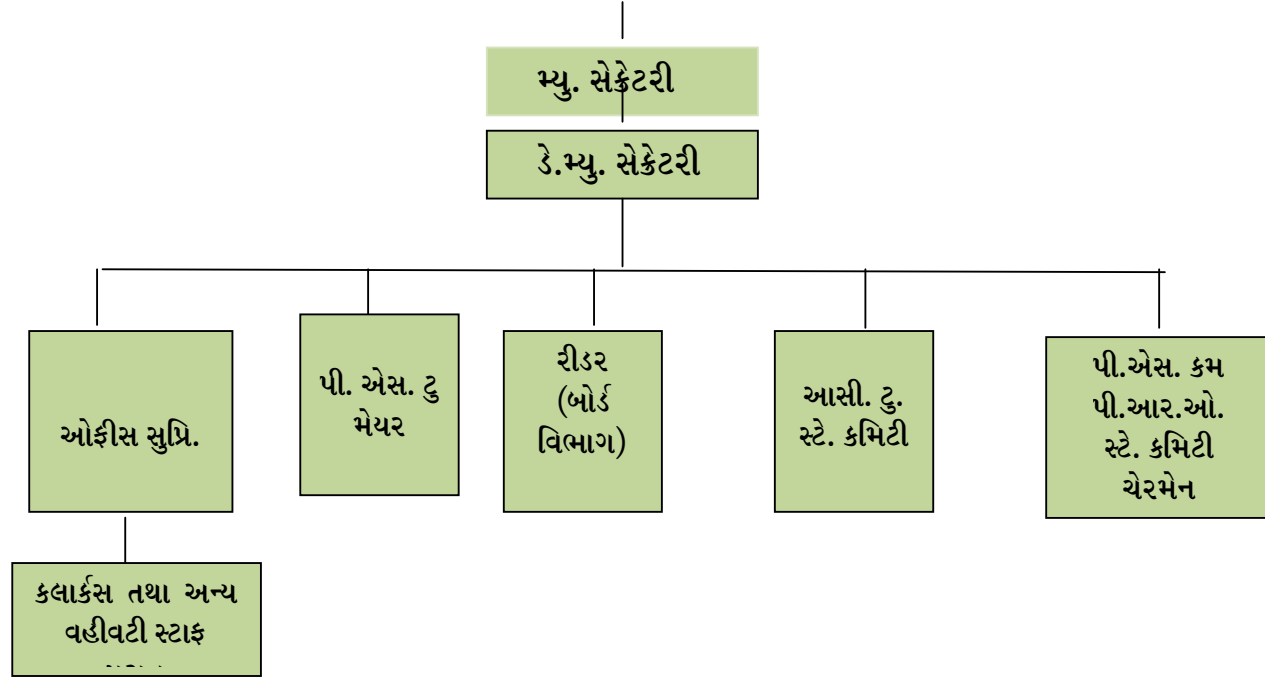 મ્યુ. સેક્રેટરી
ડે.મ્યુ. સેક્રેટરી
ઓફીસ સુપ્રિ.
પી. એસ. ટુ
મેયર
રીડર
(બોર્ડ
વિભાગ)
આસી. ટુ.
સ્ટે. કમિટી
પી.એસ. કમ
પી.આર.ઓ.
સ્ટે. કમિટી
ચેરમેન
કલાર્કસ તથા અન્ય
વહીવટી સ્ટાફ